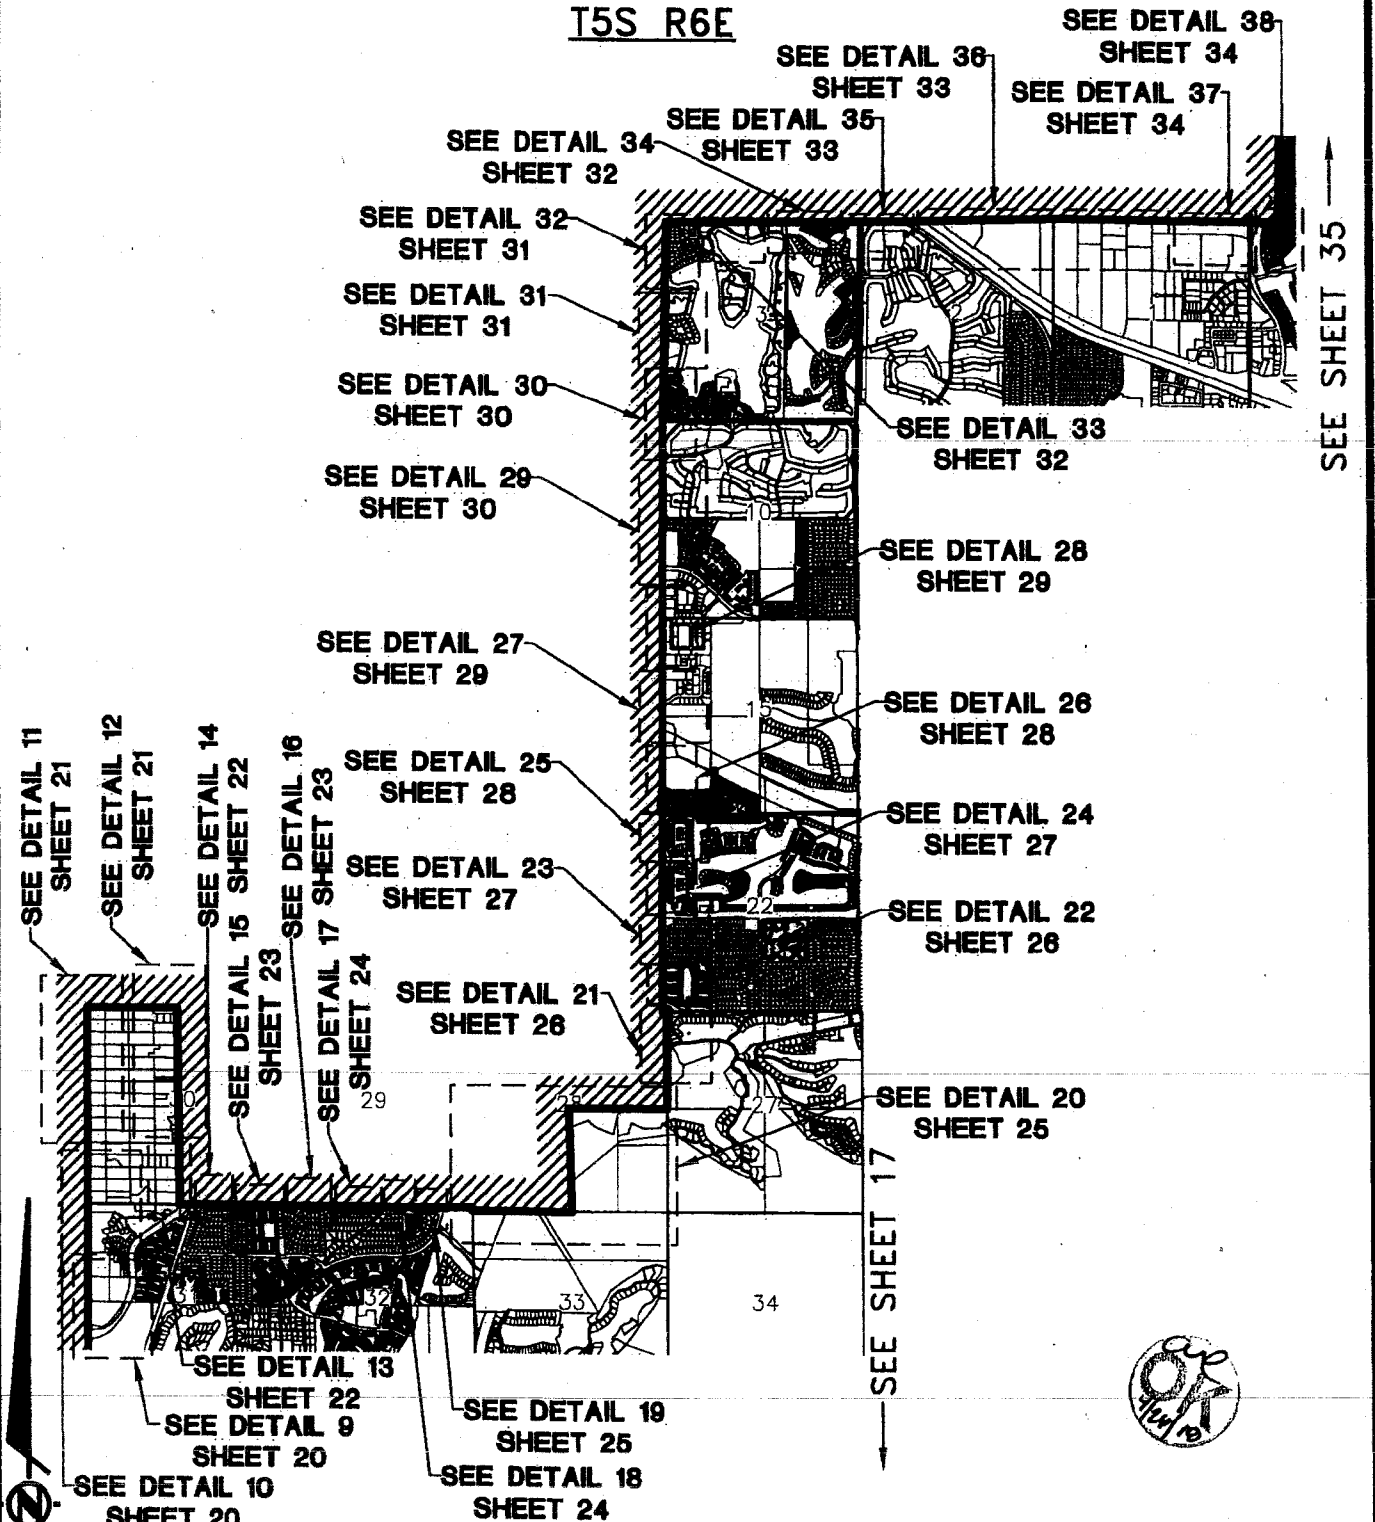 T5S R6E
SEE DETAIL 38
SHEET 34
SEE DETAIL 36
SHEET 33
SEE DETAIL 37
SHEET 34
SEE DETAIL 35
SHEET 33
SEE DETAIL 34
SHEET 32
SEE DETAIL 32
SHEET 31
SEE DETAIL 31
SHEET 31
SEE DETAIL 30
SHEET 30
SEE DETAIL 33
SHEET 32
SEE SHEET 35
SEE DETAIL 29
SHEET 30
10
SEE DETAIL 28
SHEET 29
SEE DETAIL 27
SHEET 29
15
SEE DETAIL 26
SHEET 28
SEE DETAIL 25
SHEET 28
SEE DETAIL 24
SHEET 27
SEE DETAIL 23
SHEET 27
22
SEE DETAIL 22
SHEET 26
SEE DETAIL 21
SHEET 26
SEE DETAIL 11
SHEET 21
SEE DETAIL 12
SHEET 21
SEE DETAIL 14
SHEET 22
SEE DETAIL 15
SHEET 23
SEE DETAIL 16
SHEET 23
SEE DETAIL 17
SHEET 24
29
28
27
SEE DETAIL 20
SHEET 25
SEE SHEET 17
32
33
34
SEE DETAIL 13
SHEET 22
SEE DETAIL 9
SHEET 20
SEE DETAIL 19
SHEET 25
SEE DETAIL 18
SHEET 24
SEE DETAIL 10
SHEET 20
N
OK